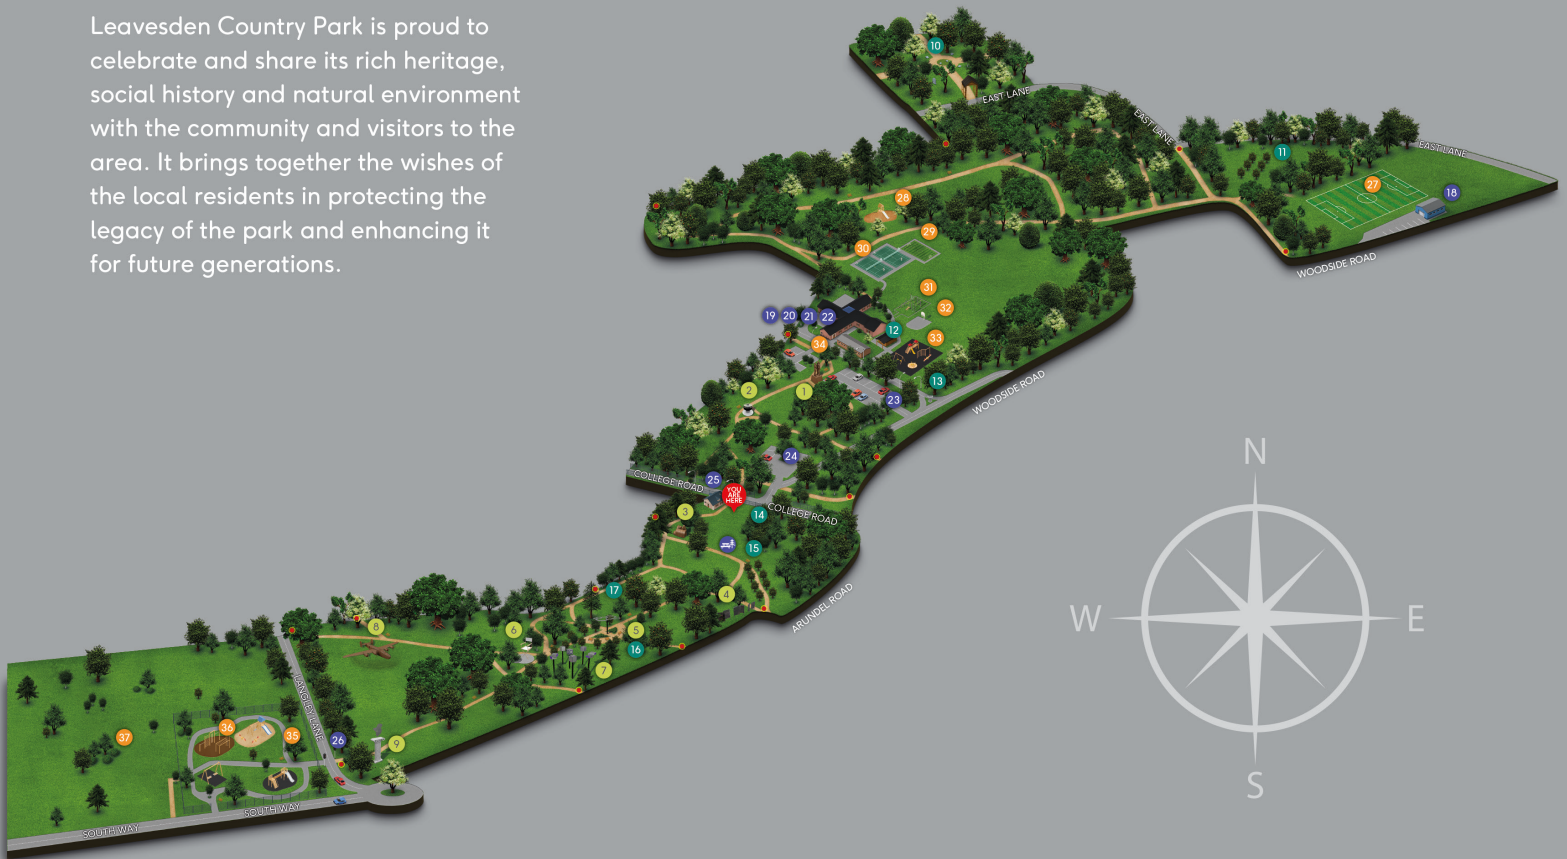 Leavesden Country Park is proud to
celebrate and share its rich heritage,
social history and natural environment
with the community and visitors to the
area. It brings together the wishes of
the local residents in protecting the
legacy of the park and enhancing it
for future generations.
10
EAST LANE
EAST LANE
11
EAST LANE
27
18
28
29
30
WOODSIDE ROAD
31
32
19 20 21 22
12
33
34
13
WOODSIDE ROAD
2
1
23
24
25
COLLEGE ROAD
YOU
ARE
HERE
3
14
COLLEGE ROAD
15
17
4
ARUNDEL ROAD
8
6
5
16
7
LANGLEY LANE
37
36
35
26
9
SOUTH WAY
SOUTH WAY
N
W
E
S